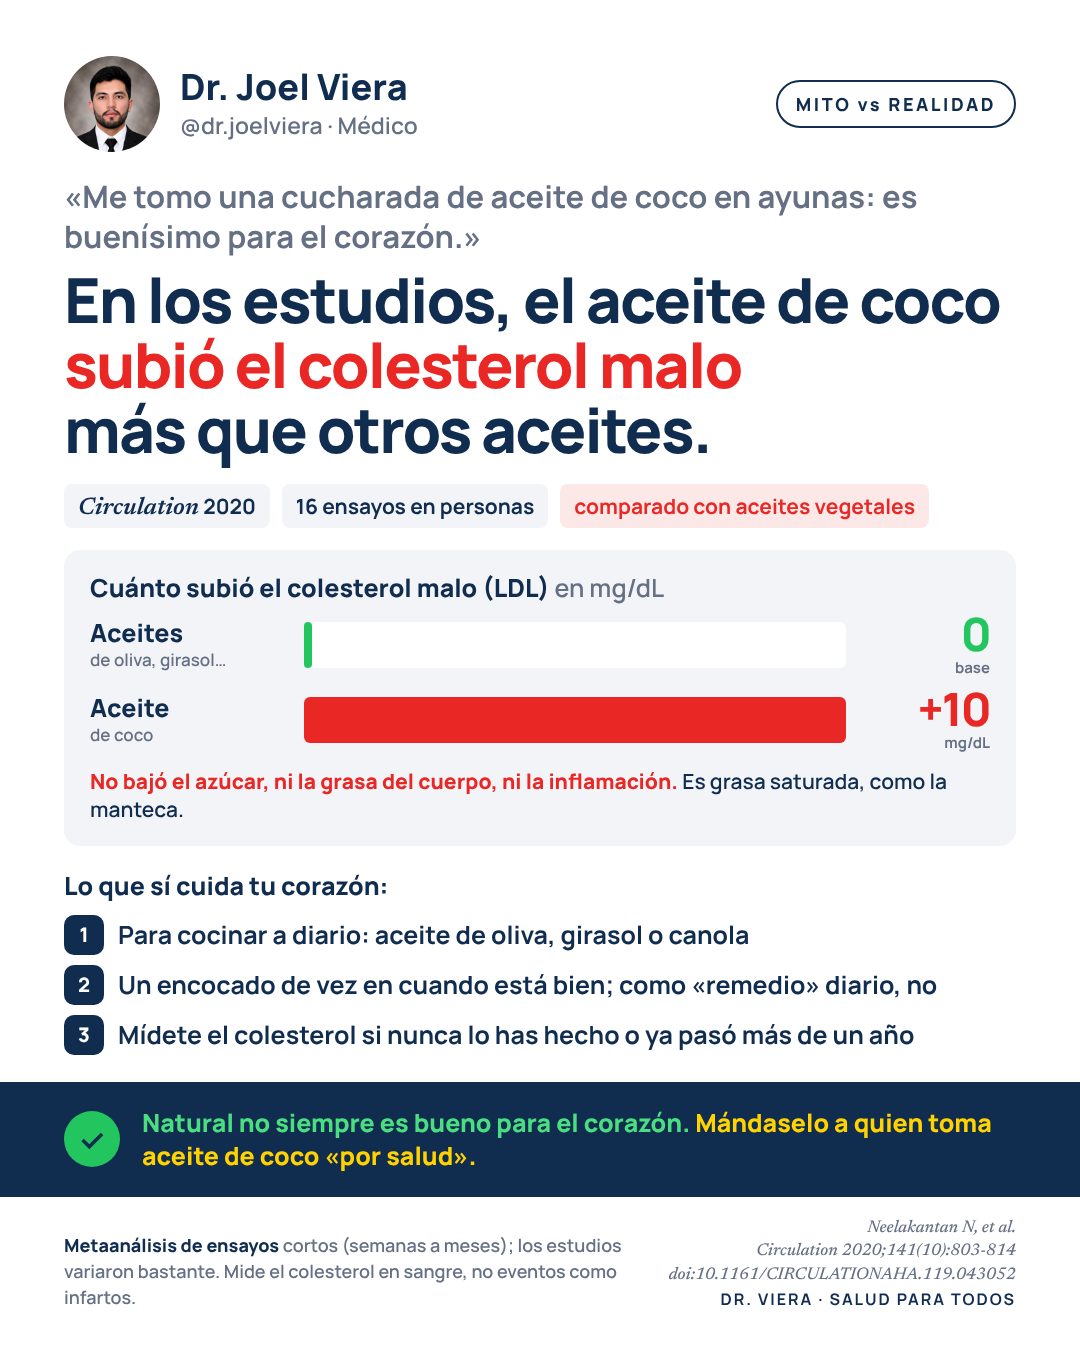 Dr. Joel Viera
@dr.joelviera · Médico
MITO vs REALIDAD
«Me tomo una cucharada de aceite de coco en ayunas: es
buenísimo para el corazón.»
En los estudios, el aceite de coco
subió el colesterol malo
más que otros aceites.
Circulation 2020
16 ensayos en personas
comparado con aceites vegetales
Cuánto subió el colesterol malo (LDL) en mg/dL
Aceites
de oliva, girasol…
0
base
Aceite
de coco
+10
mg/dL
No bajó el azúcar, ni la grasa del cuerpo, ni la inflamación. Es grasa saturada, como la
manteca.
Lo que sí cuida tu corazón:
1 Para cocinar a diario: aceite de oliva, girasol o canola
2 Un encocado de vez en cuando está bien; como «remedio» diario, no
3 Mídete el colesterol si nunca lo has hecho o ya pasó más de un año
Natural no siempre es bueno para el corazón. Mándaselo a quien toma
aceite de coco «por salud».
Metaanálisis de ensayos cortos (semanas a meses); los estudios
variaron bastante. Mide el colesterol en sangre, no eventos como
infartos.
Neelakantan N, et al.
Circulation 2020;141(10):803-814
doi:10.1161/CIRCULATIONAHA.119.043052
DR. VIERA · SALUD PARA TODOS